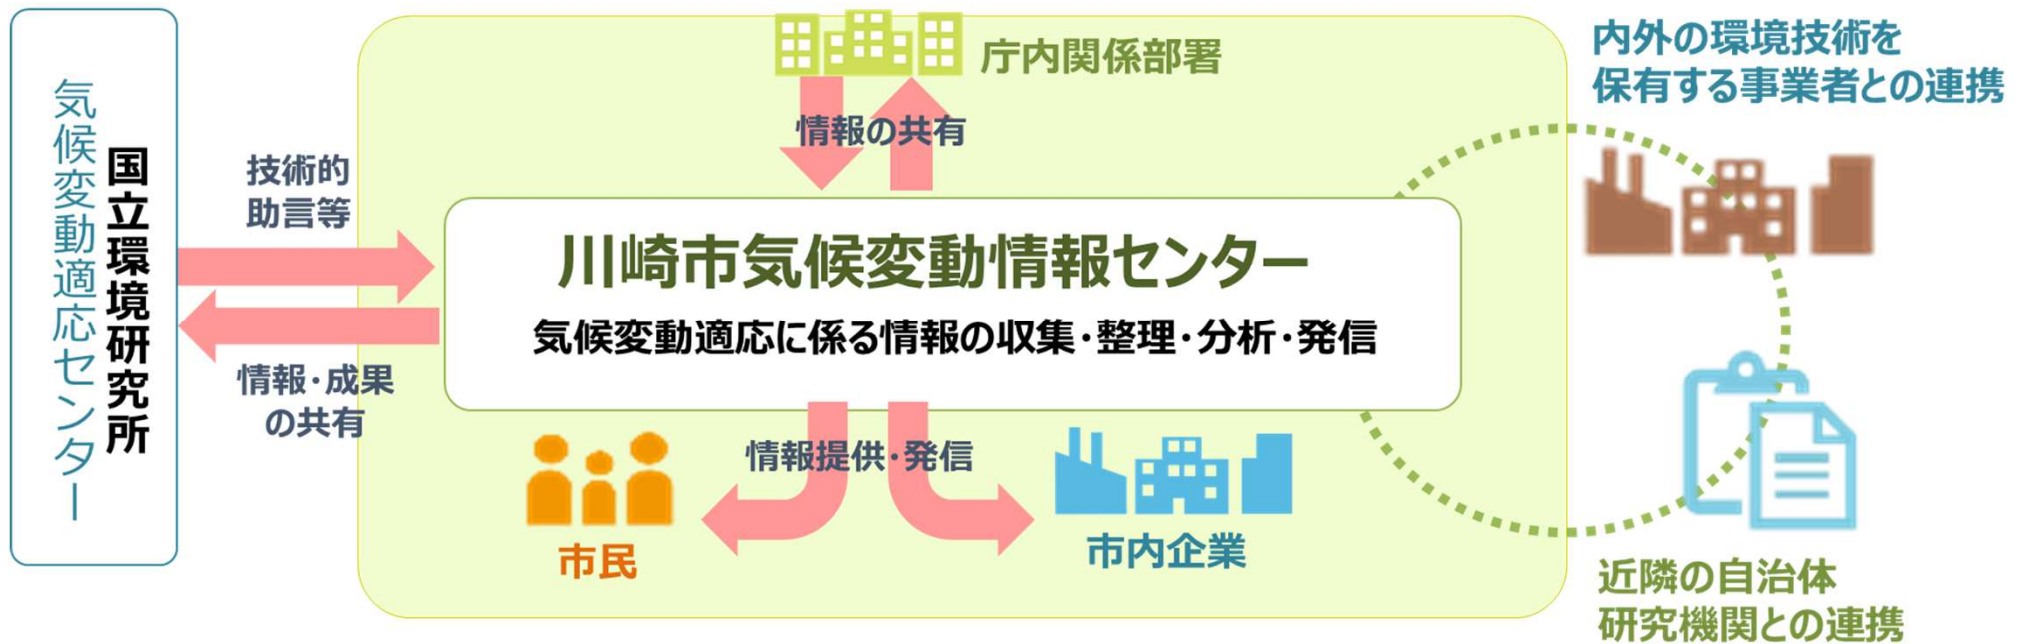 国立環境研究所
気候変動適応センター
技術的
助言等
情報・成果
の共有
庁内関係部署
情報の共有
川崎市気候変動情報センター
気候変動適応に係る情報の収集・整理・分析・発信
情報提供・発信
市民
市内企業
内外の環境技術を
保有する事業者との連携
近隣の自治体
研究機関との連携